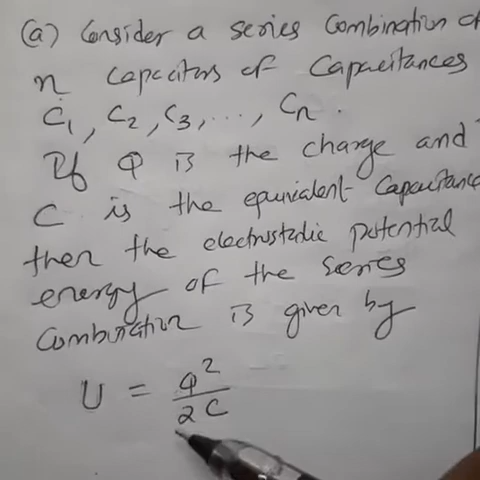 (a) Consider a series Combination of
n capacitors of Capacitances
C₁, C₂, C₃, ..., Cn.
If Q is the charge and
C is the equivalent Capacitance
then the electrostatic potential
energy of the series
Combination is given by
U = Q²/2C